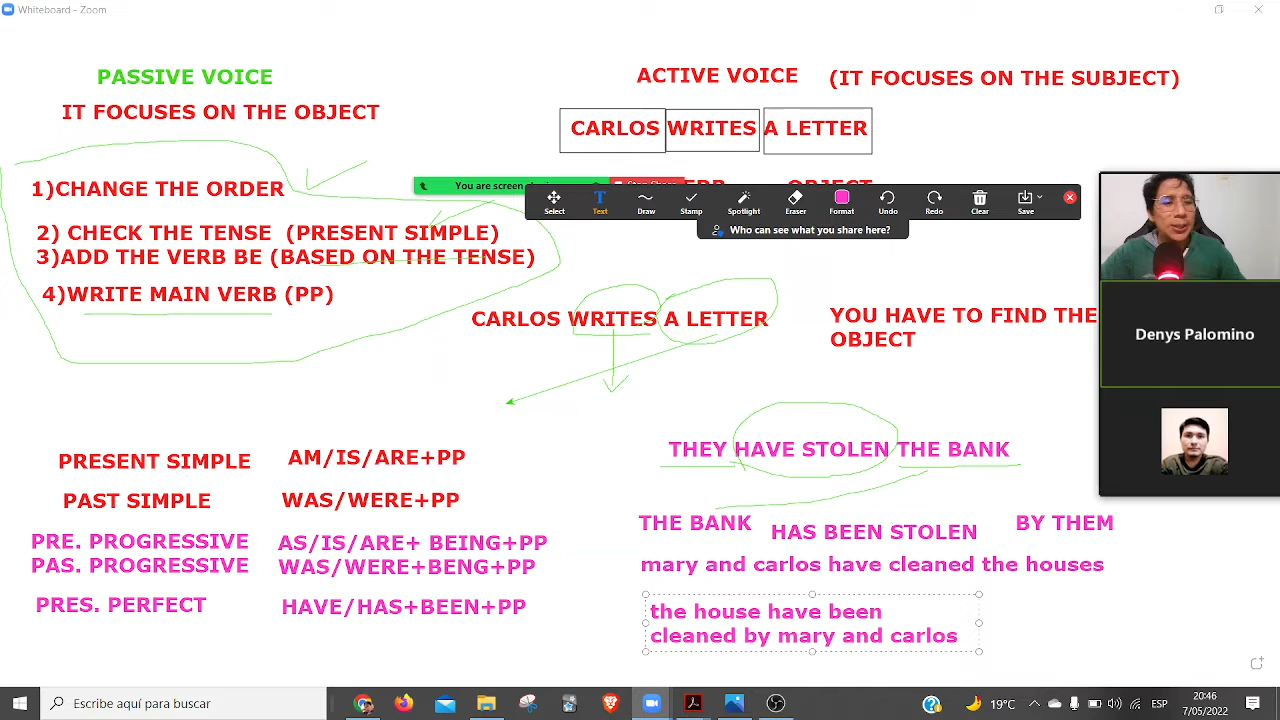 Whiteboard - Zoom
PASSIVE VOICE
IT FOCUSES ON THE OBJECT
1)CHANGE THE ORDER
2) CHECK THE TENSE (PRESENT SIMPLE)
3)ADD THE VERB BE (BASED ON THE TENSE)
4)WRITE MAIN VERB (PP)
ACTIVE VOICE
(IT FOCUSES ON THE SUBJECT)
CARLOS WRITES A LETTER
You are screen
Select
Text
Draw
Stamp
Spotlight
Eraser
Format
Undo
Redo
Clear
Save
Who can see what you share here?
CARLOS WRITES A LETTER
YOU HAVE TO FIND THE
OBJECT
Denys Palomino
PRESENT SIMPLE AM/IS/ARE+PP
PAST SIMPLE WAS/WERE+PP
PRE. PROGRESSIVE AS/IS/ARE+ BEING+PP
PAS. PROGRESSIVE WAS/WERE+BENG+PP
PRES. PERFECT HAVE/HAS+BEEN+PP
THEY HAVE STOLEN THE BANK
THE BANK HAS BEEN STOLEN BY THEM
mary and carlos have cleaned the houses
the house have been
cleaned by mary and carlos
Escribe aquí para buscar
19°C
ESP
20:46
7/05/2022